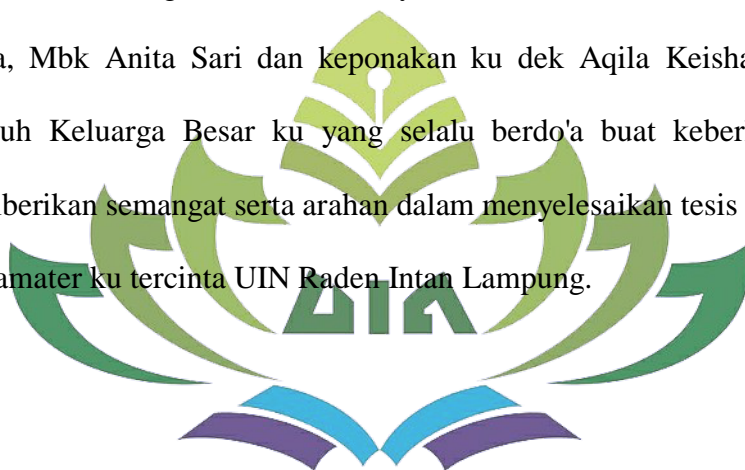 a, Mbk Anita Sari dan keponakan ku dek Aqila Keisha
uh Keluarga Besar ku yang selalu berdo'a buat keber
berikan semangat serta arahan dalam menyelesaikan tesis
amater ku tercinta UIN Raden Intan Lampung.